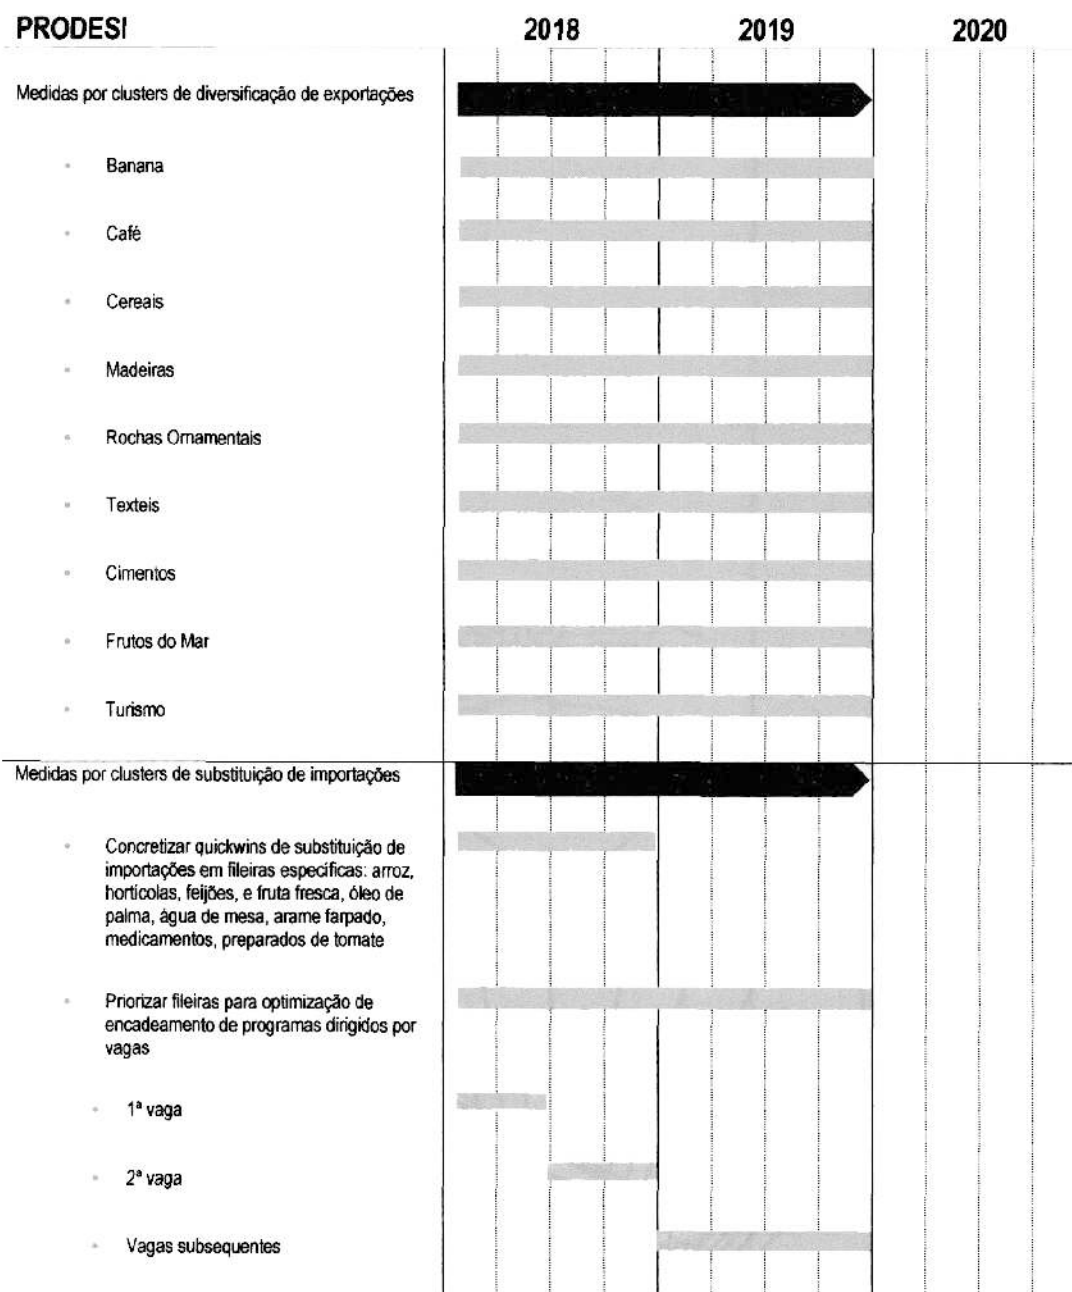 PRODESI 2018 2019 2020
Medidas por clusters de diversificação de exportações
Banana
Café
Cereais
Madeiras
Rochas Ornamentais
Texteis
Cimentos
Frutos do Mar
Turismo
Medidas por clusters de substituição de importações
Concretizar quickwins de substituição de
importações em fileiras específicas: arroz,
hortícolas, feijões, e fruta fresca, óleo de
palma, água de mesa, arame farpado,
medicamentos, preparados de tomate
Priorizar fileiras para optimização de
encadeamento de programas dirigidos por
vagas
1ª vaga
2ª vaga
Vagas subsequentes